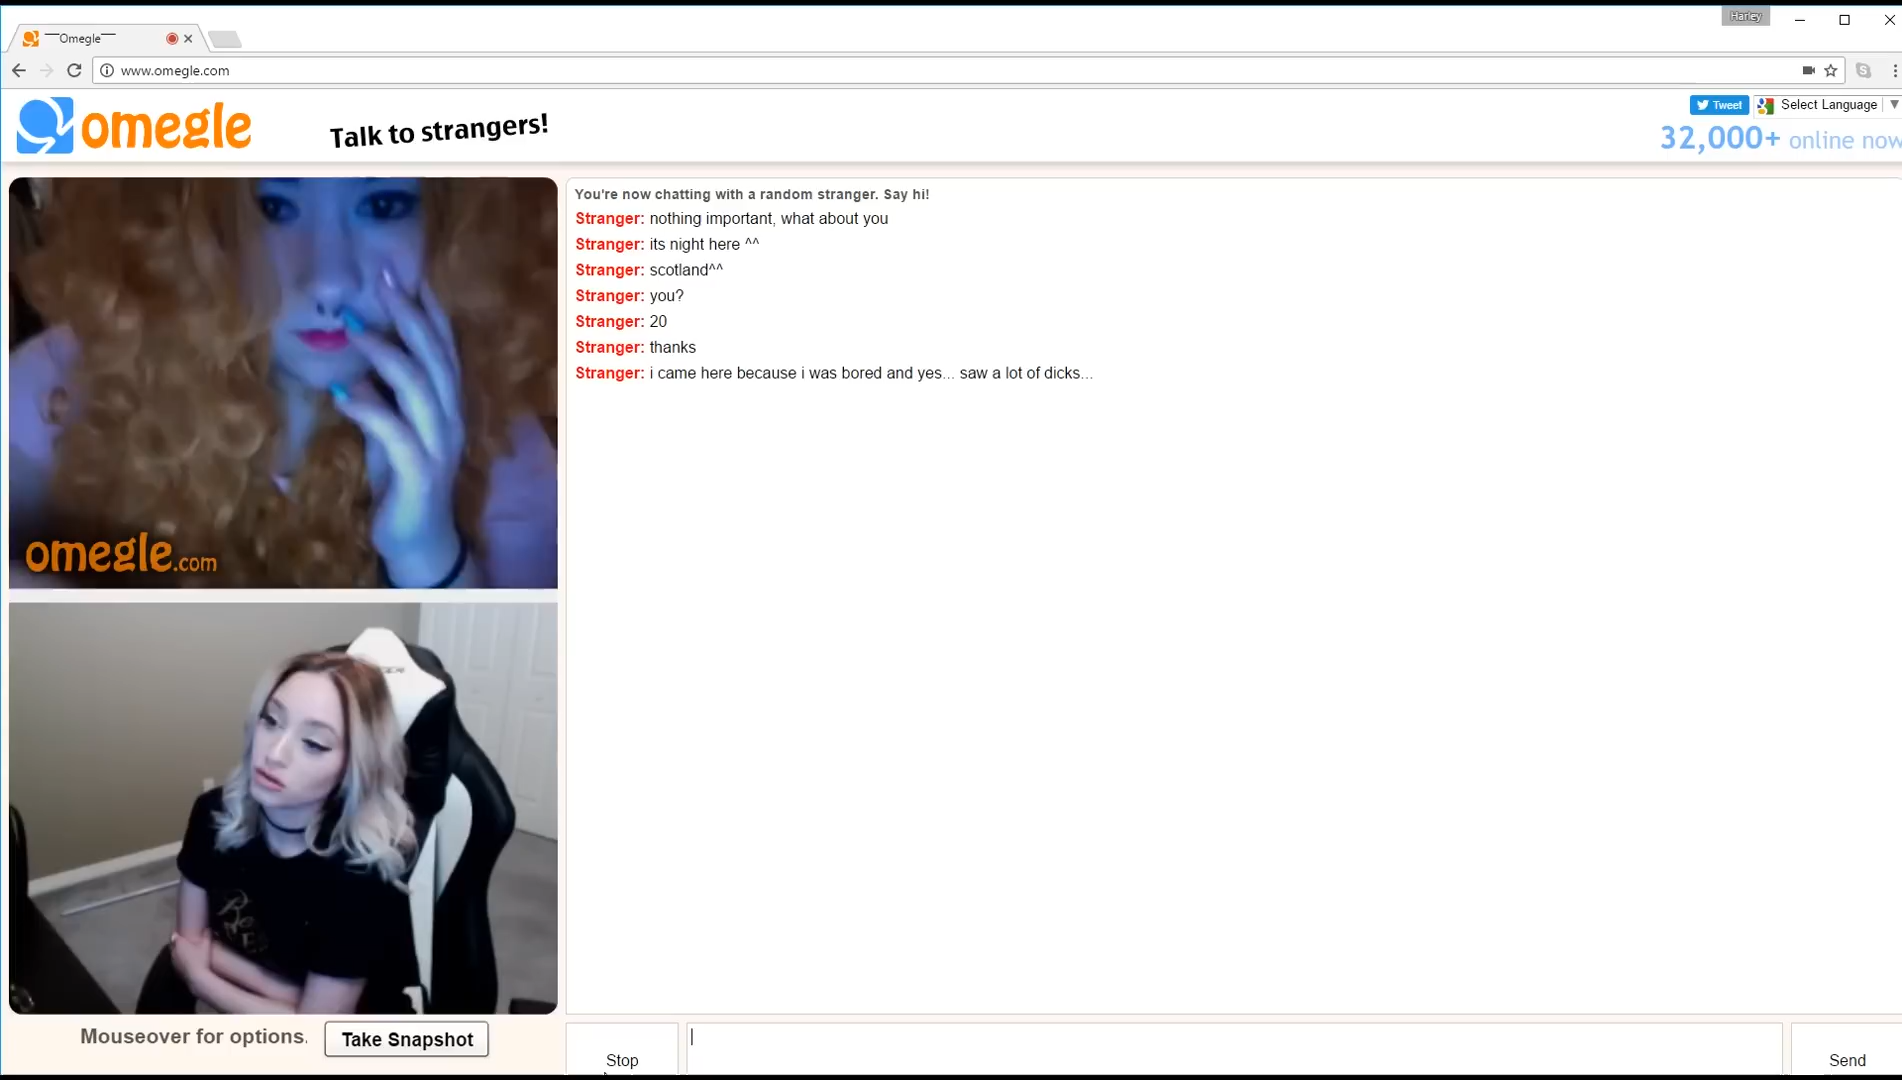 Harley
Omegle
www.omegle.com
omegle
Talk to strangers!
Tweet
Select Language
32,000+ online now
You're now chatting with a random stranger. Say hi!
Stranger: nothing important, what about you
Stranger: its night here ^^
Stranger: scotland^^
Stranger: you?
Stranger: 20
Stranger: thanks
Stranger: i came here because i was bored and yes... saw a lot of dicks...
omegle.com
Mouseover for options.
Take Snapshot
Stop
Send